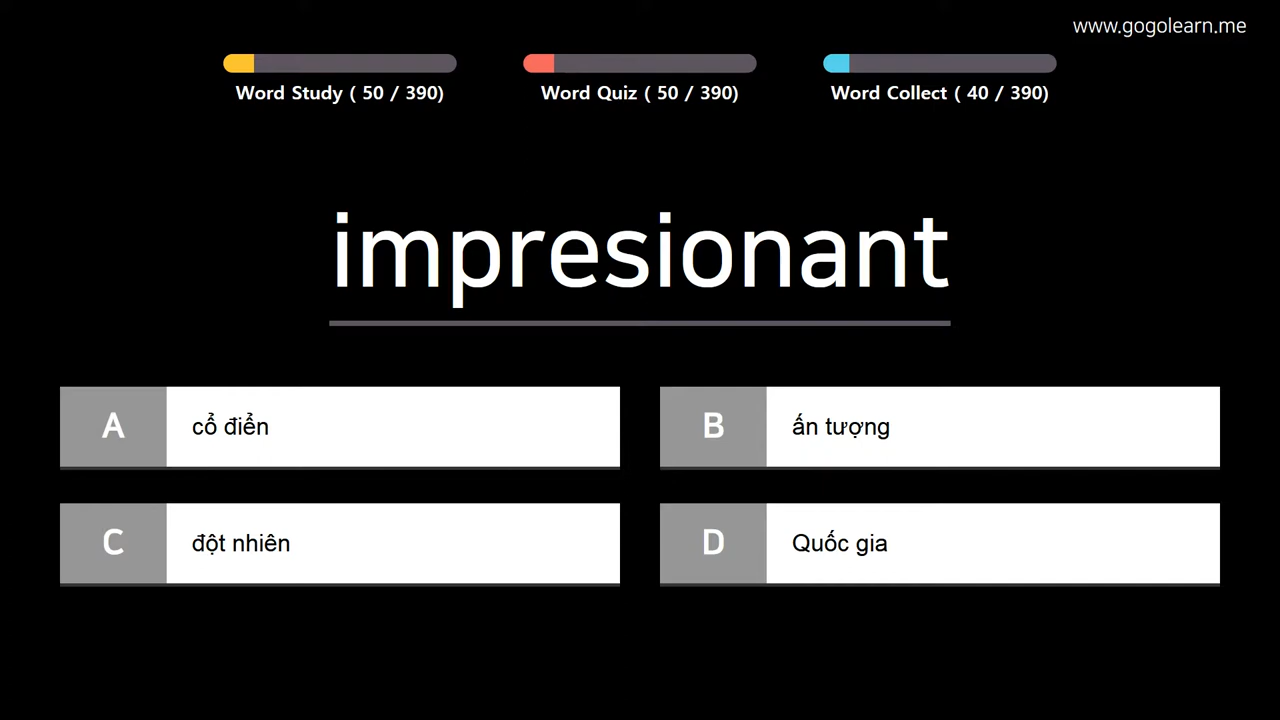 www.gogolearn.me
Word Study ( 50 / 390)
Word Quiz ( 50 / 390)
Word Collect ( 40 / 390)
impresionant
A cổ điển
B ấn tượng
C đột nhiên
D Quốc gia